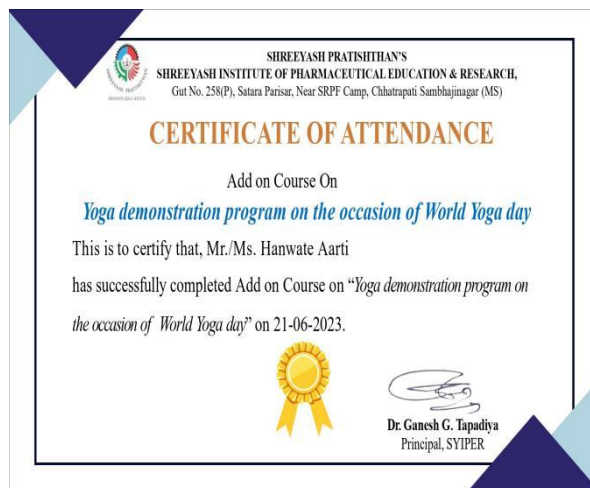 SHREEYASH PRATISHTHAN'S
SHREEYASH INSTITUTE OF PHARMACEUTICAL EDUCATION & RESEARCH,
Gut No. 258(P), Satara Parisar, Near SRPF Camp, Chhatrapati Sambhajinagar (MS)
CERTIFICATE OF ATTENDANCE
Add on Course On
Yoga demonstration program on the occasion of World Yoga day
This is to certify that, Mr./Ms. Hanwate Aarti
has successfully completed Add on Course on “Yoga demonstration program on
the occasion of World Yoga day” on 21-06-2023.
Dr. Ganesh G. Tapadiya
Principal, SYIPER